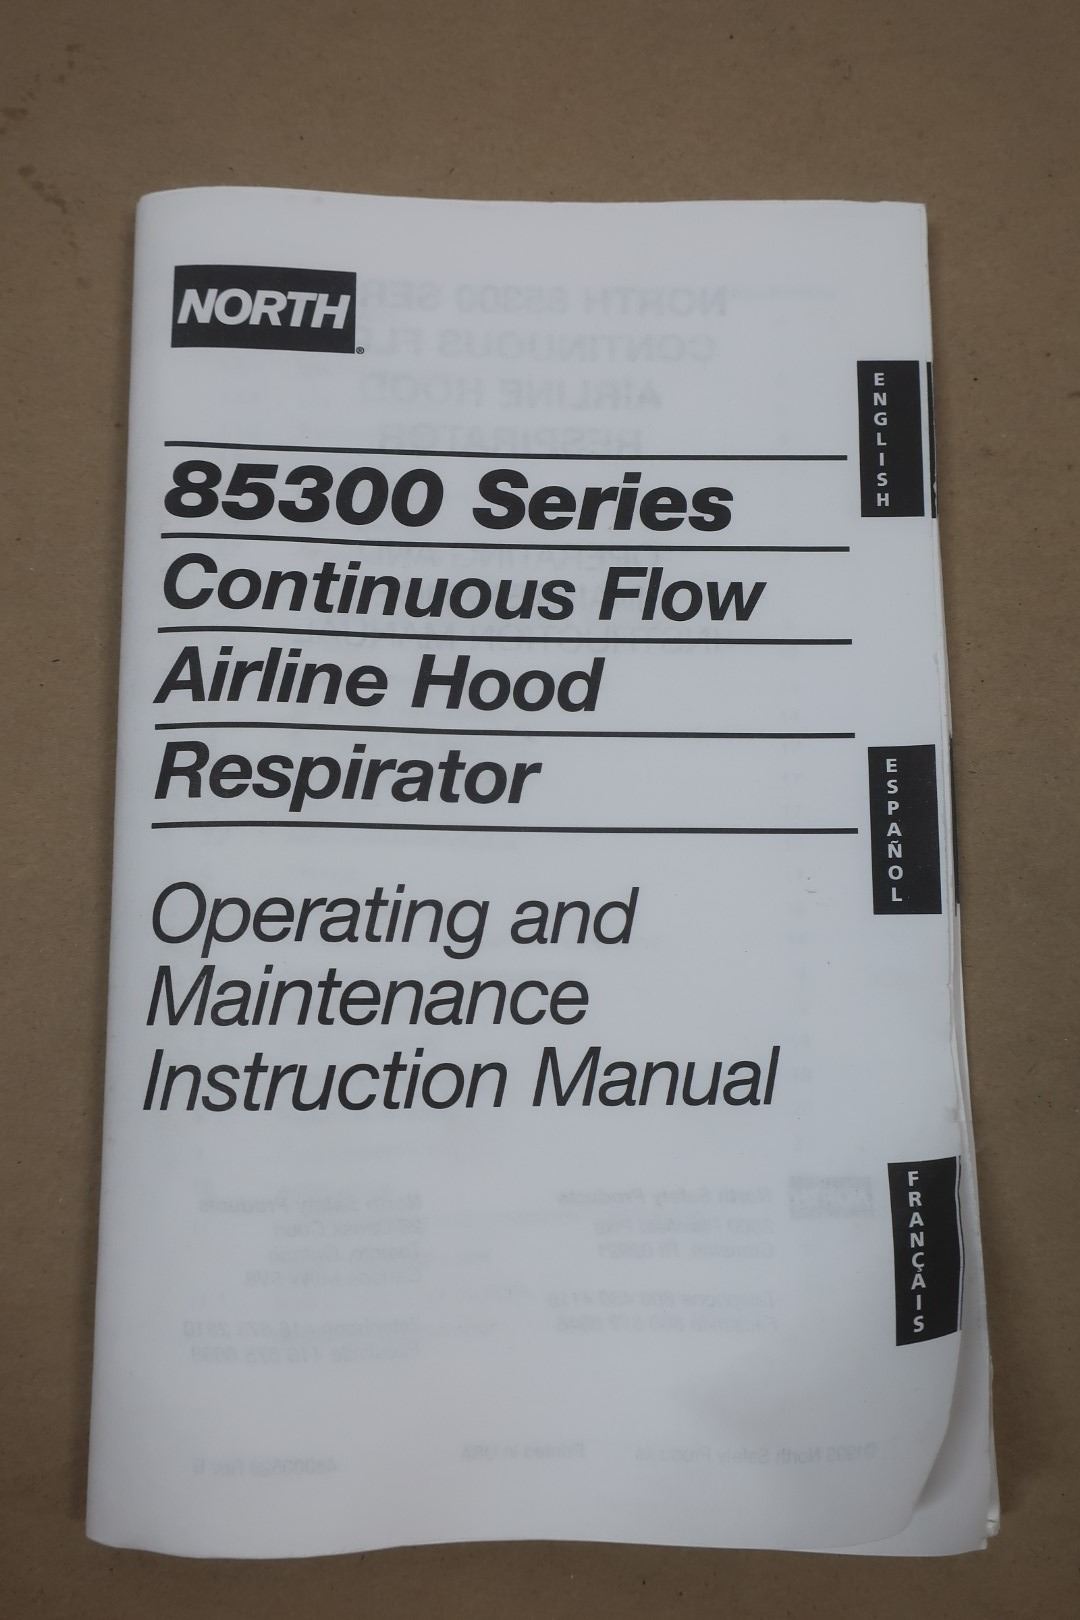 NORTH®
85300 Series
Continuous Flow
Airline Hood
Respirator
Operating and
Maintenance
Instruction Manual
ENGLISH
ESPAÑOL
FRANÇAIS